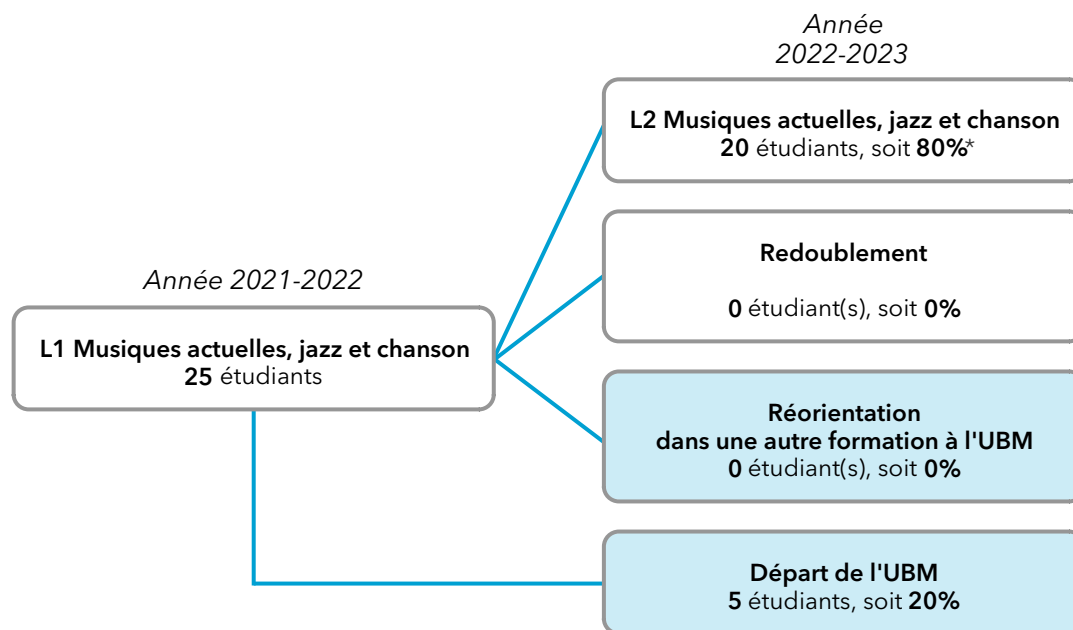 Année
2022-2023
L2 Musiques actuelles, jazz et chanson
20 étudiants, soit 80%*
Redoublement
0 étudiant(s), soit 0%
Année 2021-2022
L1 Musiques actuelles, jazz et chanson
25 étudiants
Réorientation
dans une autre formation à l'UBM
0 étudiant(s), soit 0%
Départ de l'UBM
5 étudiants, soit 20%